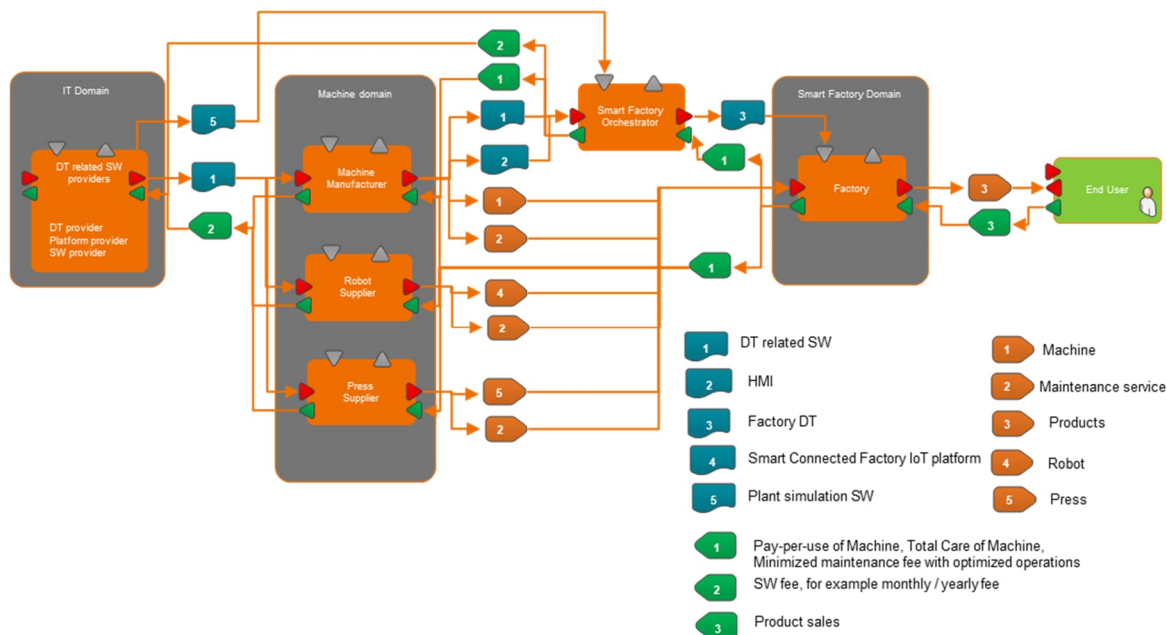 2
1
IT Domain
Machine domain
Smart Factory Domain
5
1
2
Smart Factory
Orchestrator
3
1
DT related SW
providers
DT provider
Platform provider
SW provider
1
2
Machine
Manufacturer
1
2
Factory
3
3
End User
1
Robot
Supplier
4
2
Press
Supplier
5
2
1 DT related SW
2 HMI
3 Factory DT
4 Smart Connected Factory IoT platform
5 Plant simulation SW
1 Machine
2 Maintenance service
3 Products
4 Robot
5 Press
1 Pay-per-use of Machine, Total Care of Machine,
Minimized maintenance fee with optimized operations
2 SW fee, for example monthly / yearly fee
3 Product sales